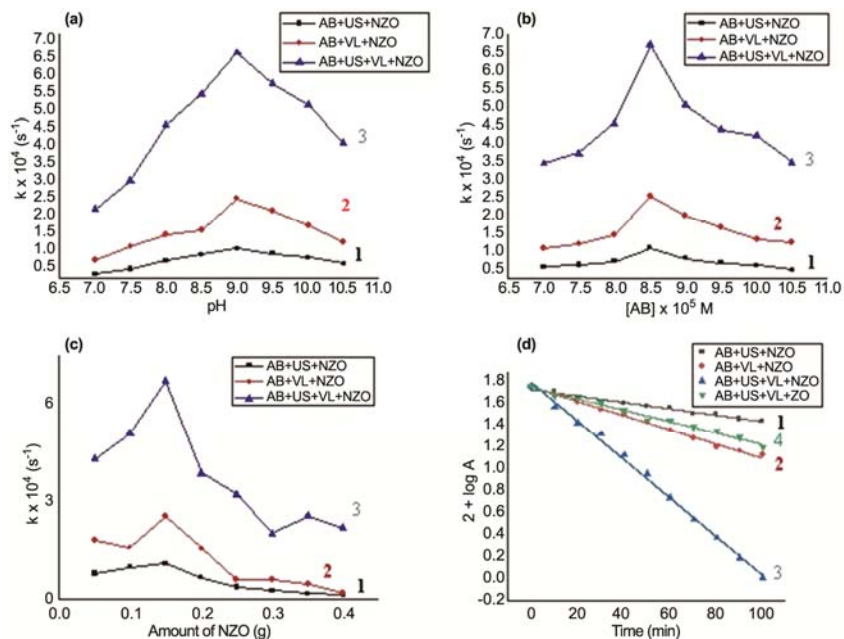 (a)
AB+US+NZO
AB+VL+NZO
AB+US+VL+NZO
7.0
6.5
6.0
5.5
5.0
4.5
4.0
3.5
3.0
2.5
2.0
1.5
1.0
0.5
k x 10⁴ (s⁻¹)
3
2
1
6.5 7.0 7.5 8.0 8.5 9.0 9.5 10.0 10.5 11.0
pH
(b)
AB+US+NZO
AB+VL+NZO
AB+US+VL+NZO
7.0
6.5
6.0
5.5
5.0
4.5
4.0
3.5
3.0
2.5
2.0
1.5
1.0
0.5
k x 10⁴ (s⁻¹)
3
2
1
6.5 7.0 7.5 8.0 8.5 9.0 9.5 10.0 10.5 11.0
[AB] x 10⁵ M
(c)
AB+US+NZO
AB+VL+NZO
AB+US+VL+NZO
6
3
0
k x 10⁴ (s⁻¹)
3
2
1
0.0 0.1 0.2 0.3 0.4
Amount of NZO (g)
(d)
AB+US+NZO
AB+VL+NZO
AB+US+VL+NZO
AB+US+VL+ZO
1.8
1.6
1.4
1.2
1.0
0.8
0.6
0.4
0.2
0.0
-0.2
2 + log A
1
4
2
3
0 20 40 60 80 100
Time (min)